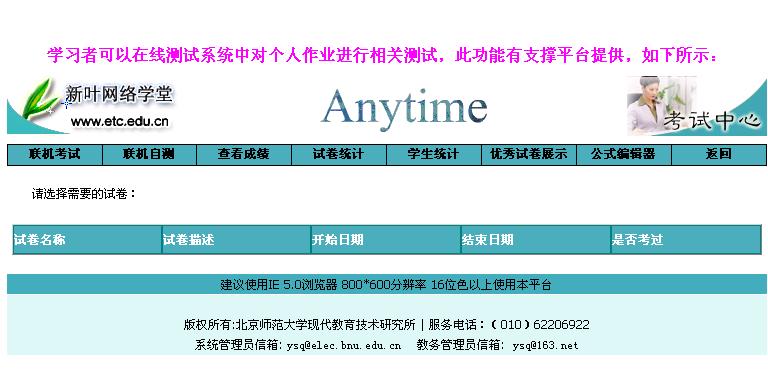 学习者可以在线测试系统中对个人作业进行相关测试，此功能有支撑平台提供，如下所示：
新叶网络学堂
www.etc.edu.cn
Anytime
考试中心
联机考试 联机自测 查看成绩 试卷统计 学生统计 优秀试卷展示 公式编辑器 返回
请选择需要的试卷：
试卷名称 试卷描述 开始日期 结束日期 是否考过
建议使用IE 5.0浏览器 800*600分辨率 16位色以上使用本平台
版权所有:北京师范大学现代教育技术研究所 | 服务电话：（010）62206922
系统管理员信箱: ysq@elec.bnu.edu.cn 教务管理员信箱: ysq@163.net